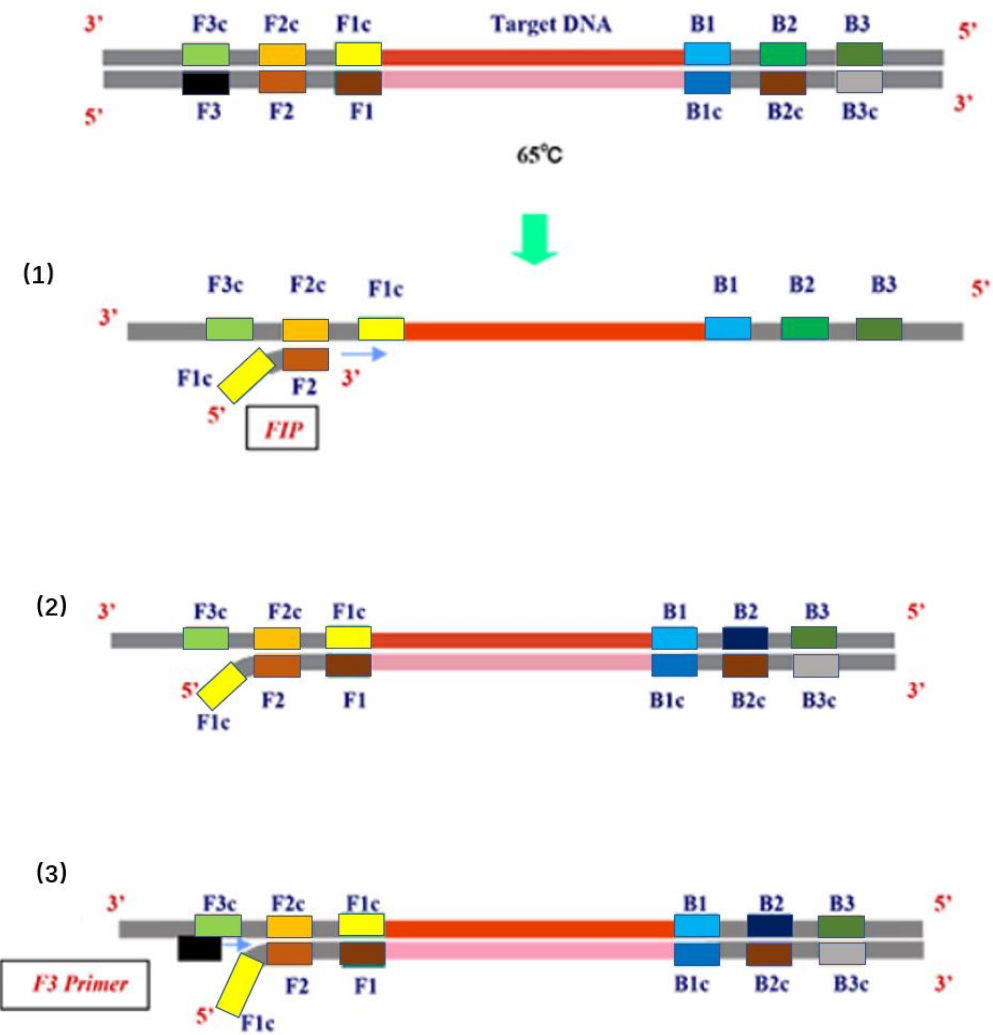 3’ F3c F2c F1c Target DNA B1 B2 B3 5’
5’ F3 F2 F1 B1c B2c B3c 3’
65℃
(1)
F3c F2c F1c B1 B2 B3 5’
3’
F1c F2 3’
5’
FIP
(2)
3’ F3c F2c F1c B1 B2 B3 5’
5’ F2 F1 B1c B2c B3c 3’
F1c
(3)
3’ F3c F2c F1c B1 B2 B3 5’
F3 Primer F2 F1 B1c B2c B3c 3’
5’ F1c